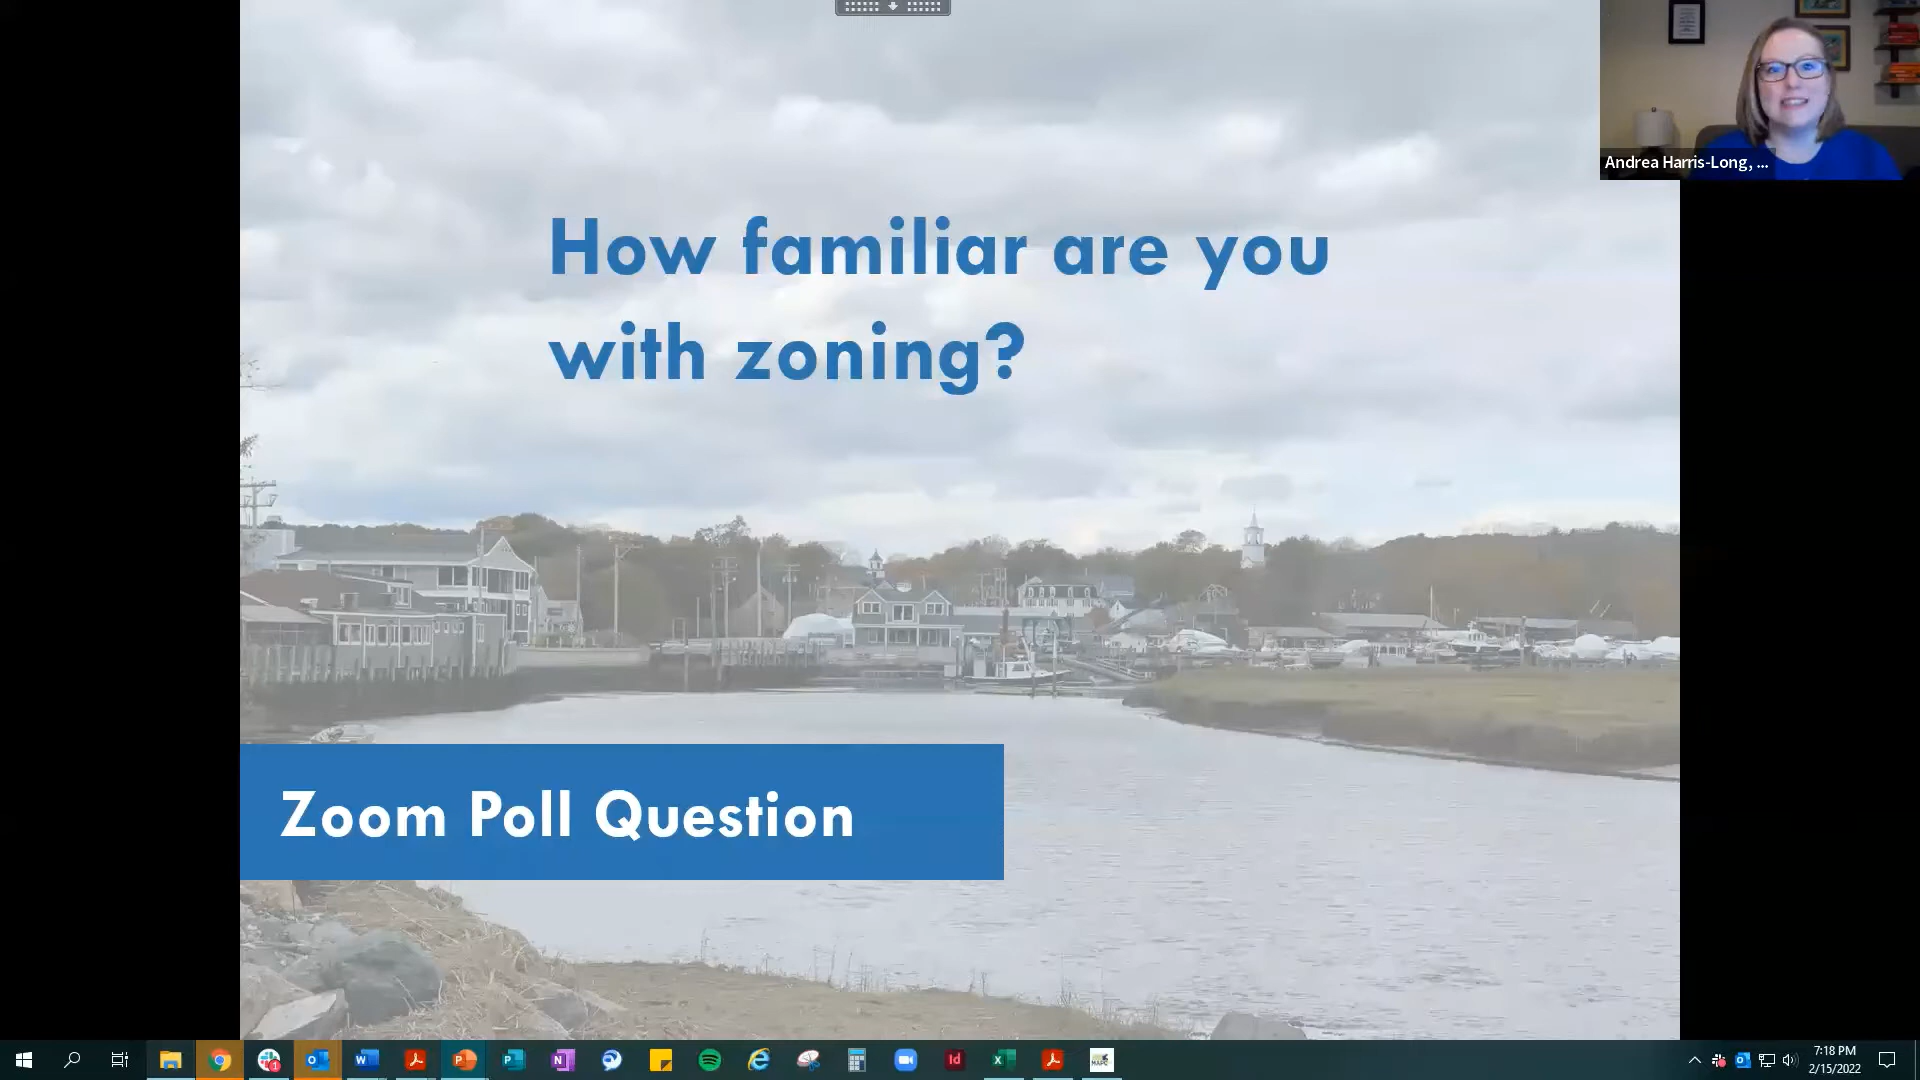 Andrea Harris-Long, ...
How familiar are you
with zoning?
Zoom Poll Question
7:18 PM
2/15/2022